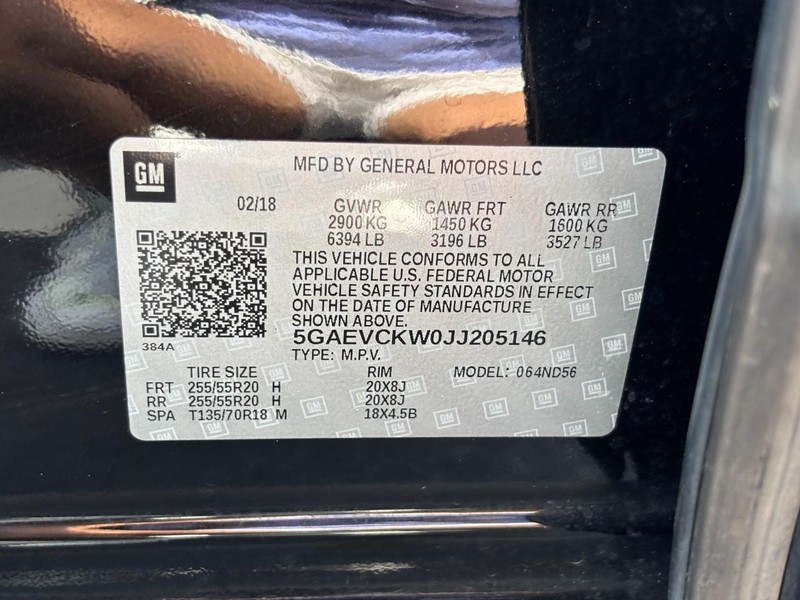 GM
MFD BY GENERAL MOTORS LLC
02/18 GVWR GAWR FRT GAWR RR
2900 KG 1450 KG 1600 KG
6394 LB 3196 LB 3527 LB
THIS VEHICLE CONFORMS TO ALL
APPLICABLE U.S. FEDERAL MOTOR
VEHICLE SAFETY STANDARDS IN EFFECT
ON THE DATE OF MANUFACTURE
SHOWN ABOVE.
384A
5GAEVCKW0JJ205146
TYPE: M.P.V.
TIRE SIZE RIM MODEL: 064ND56
FRT 255/55R20 H 20X8J
RR 255/55R20 H 20X8J
SPA T135/70R18 M 18X4.5B